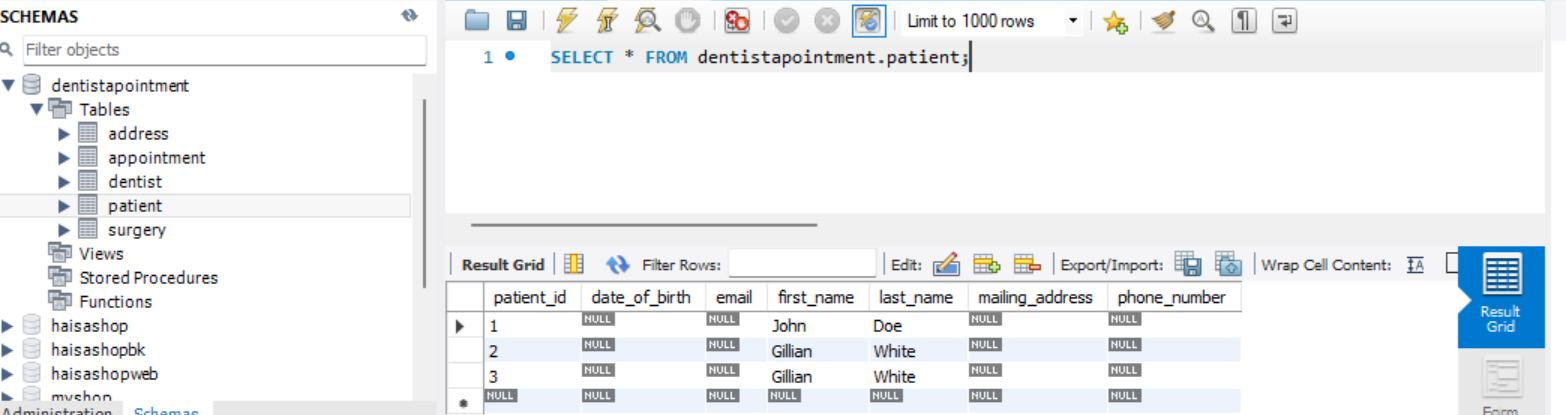 SCHEMAS
Filter objects
dentistapointment
Tables
address
appointment
dentist
patient
surgery
Views
Stored Procedures
Functions
haisashop
haisashopbk
haisashopweb
myshop
Administration Schemas
Limit to 1000 rows
1 SELECT * FROM dentistapointment.patient;
Result Grid Filter Rows: Edit: Export/Import: Wrap Cell Content: IA
patient_id date_of_birth email first_name last_name mailing_address phone_number
1 NULL NULL John Doe NULL NULL
2 NULL NULL Gillian White NULL NULL
3 NULL NULL Gillian White NULL NULL
NULL NULL NULL NULL NULL NULL NULL
Result
Grid
Form